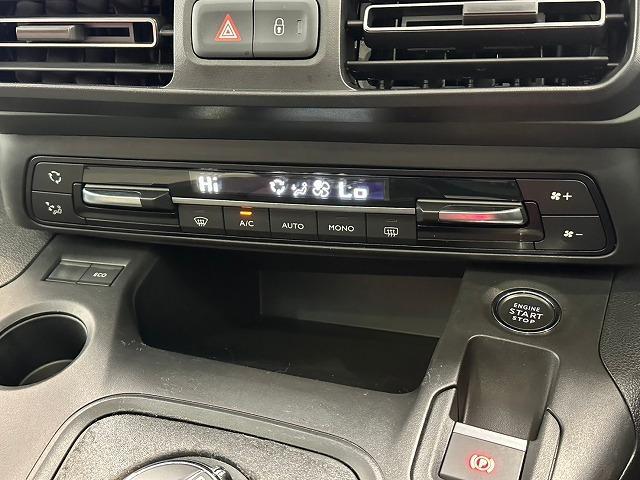 Hi Lo
A/C AUTO MONO
ECO
ENGINE
START
STOP
P